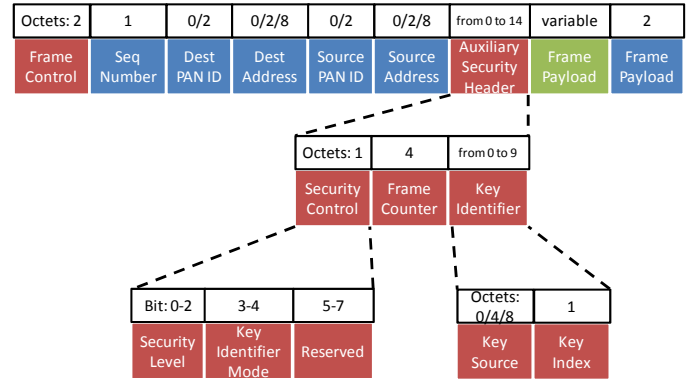 Octets: 2 1 0/2 0/2/8 0/2 0/2/8 from 0 to 14 variable 2
Frame Control Seq Number Dest PAN ID Dest Address Source PAN ID Source Address Auxiliary Security Header Frame Payload Frame Payload
Octets: 1 4 from 0 to 9
Security Control Frame Counter Key Identifier
Bit: 0-2 3-4 5-7
Security Level Key Identifier Mode Reserved
Octets: 0/4/8 1
Key Source Key Index